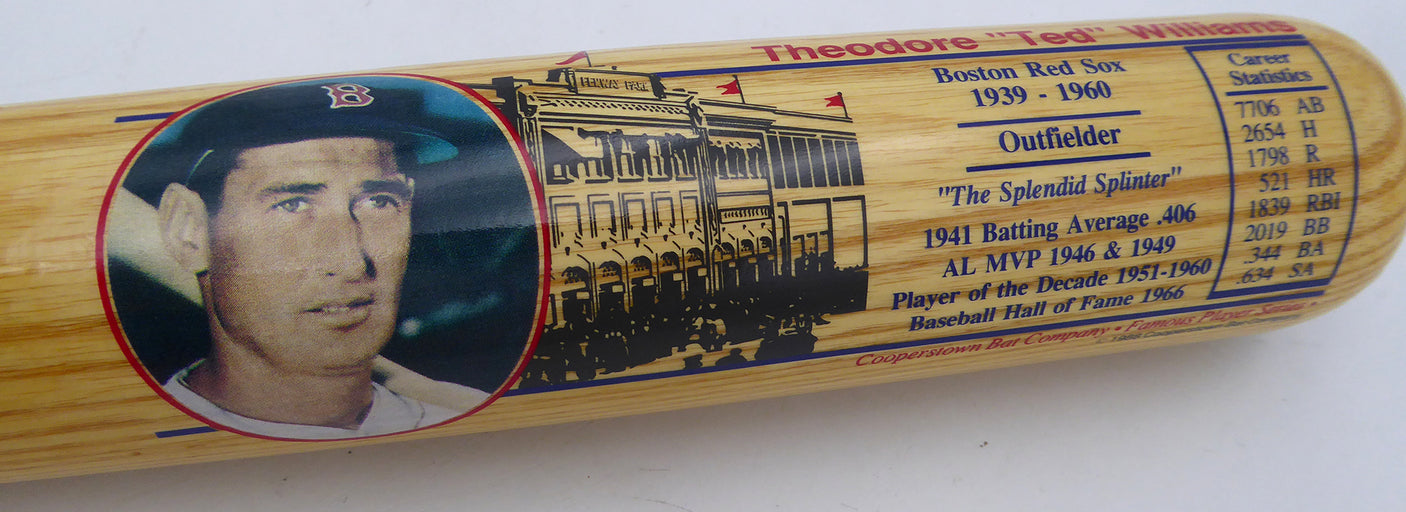 B
FENWAY PARK
Theodore "Ted" Williams
Boston Red Sox
1939 - 1960
Outfielder
"The Splendid Splinter"
1941 Batting Average .406
AL MVP 1946 & 1949
Player of the Decade 1951-1960
Baseball Hall of Fame 1966
Career
Statistics
7706 AB
2654 H
1798 R
521 HR
1839 RBI
2019 BB
.344 BA
.634 SA
Cooperstown Bat Company • Famous Player Series •